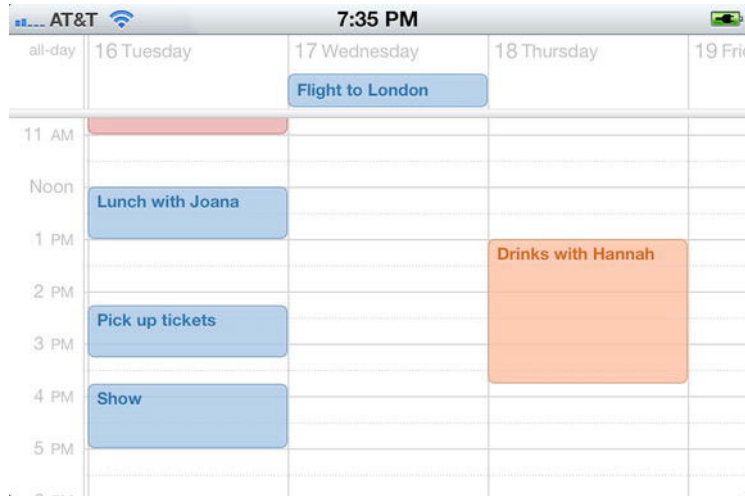 AT&T 7:35 PM
all-day 16 Tuesday 17 Wednesday 18 Thursday 19 Fri
Flight to London
11 AM
Noon
Lunch with Joana
1 PM
Drinks with Hannah
2 PM
Pick up tickets
3 PM
4 PM
Show
5 PM